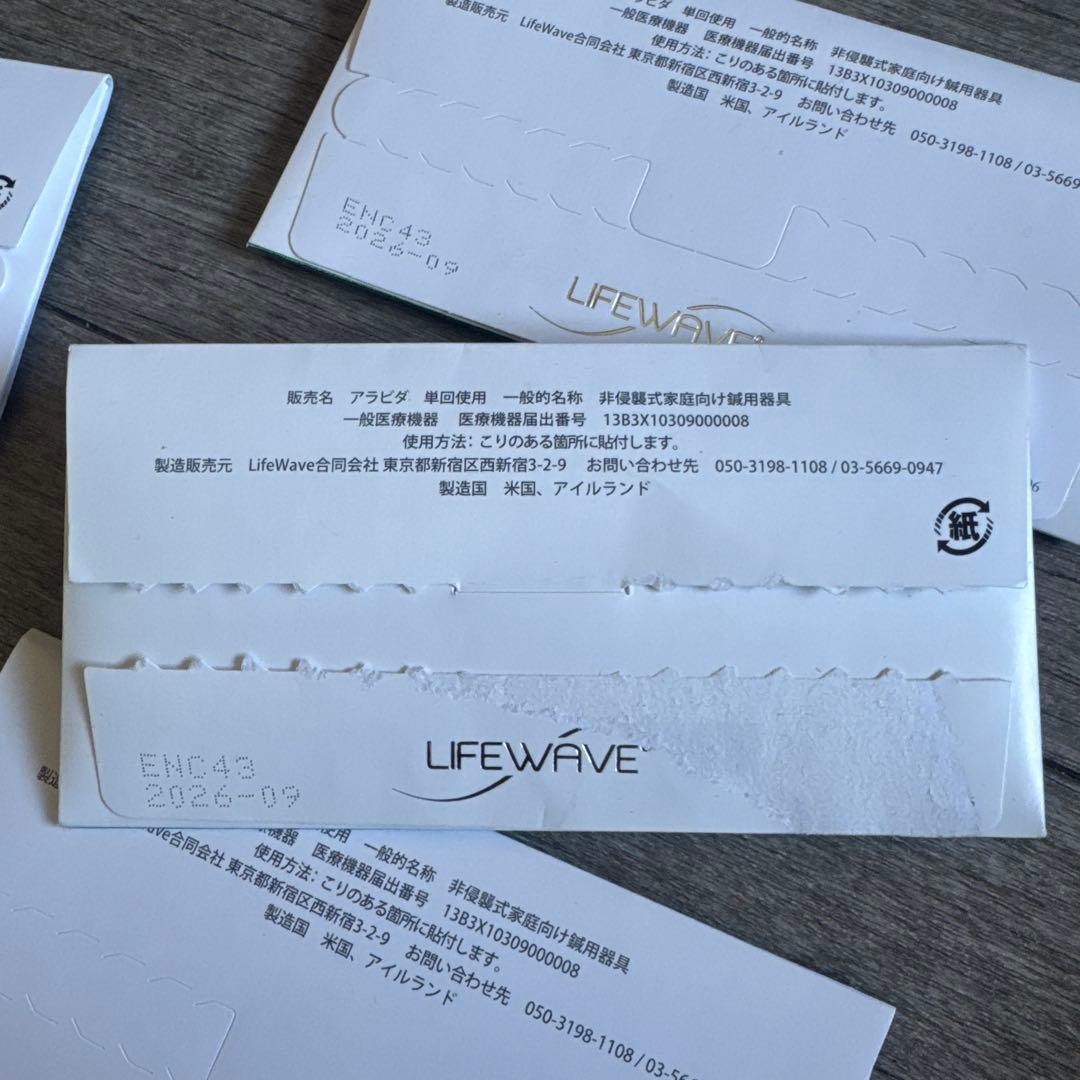 アラビダ 単回使用 一般的名称 非侵襲式家庭向け鍼用器具
一般医療機器 医療機器届出番号 13B3X10309000008
使用方法：こりのある箇所に貼付します。
製造販売元 LifeWave合同会社 東京都新宿区西新宿3-2-9 お問い合わせ先 050-3198-1108 / 03-5669
製造国 米国、アイルランド
ENC43
2026-09
LIFEWAVE
販売名 アラビダ 単回使用 一般的名称 非侵襲式家庭向け鍼用器具
一般医療機器 医療機器届出番号 13B3X10309000008
使用方法：こりのある箇所に貼付します。
製造販売元 LifeWave合同会社 東京都新宿区西新宿3-2-9 お問い合わせ先 050-3198-1108 / 03-5669-0947
製造国 米国、アイルランド
紙
ENC43
2026-09
LIFEWAVE
使用 一般的名称 非侵襲式家庭向け鍼用器具
医療機器届出番号 13B3X10309000008
使用方法：こりのある箇所に貼付します。
合同会社 東京都新宿区西新宿3-2-9 お問い合わせ先 050-3198-1108 / 03-566
製造国 米国、アイルランド